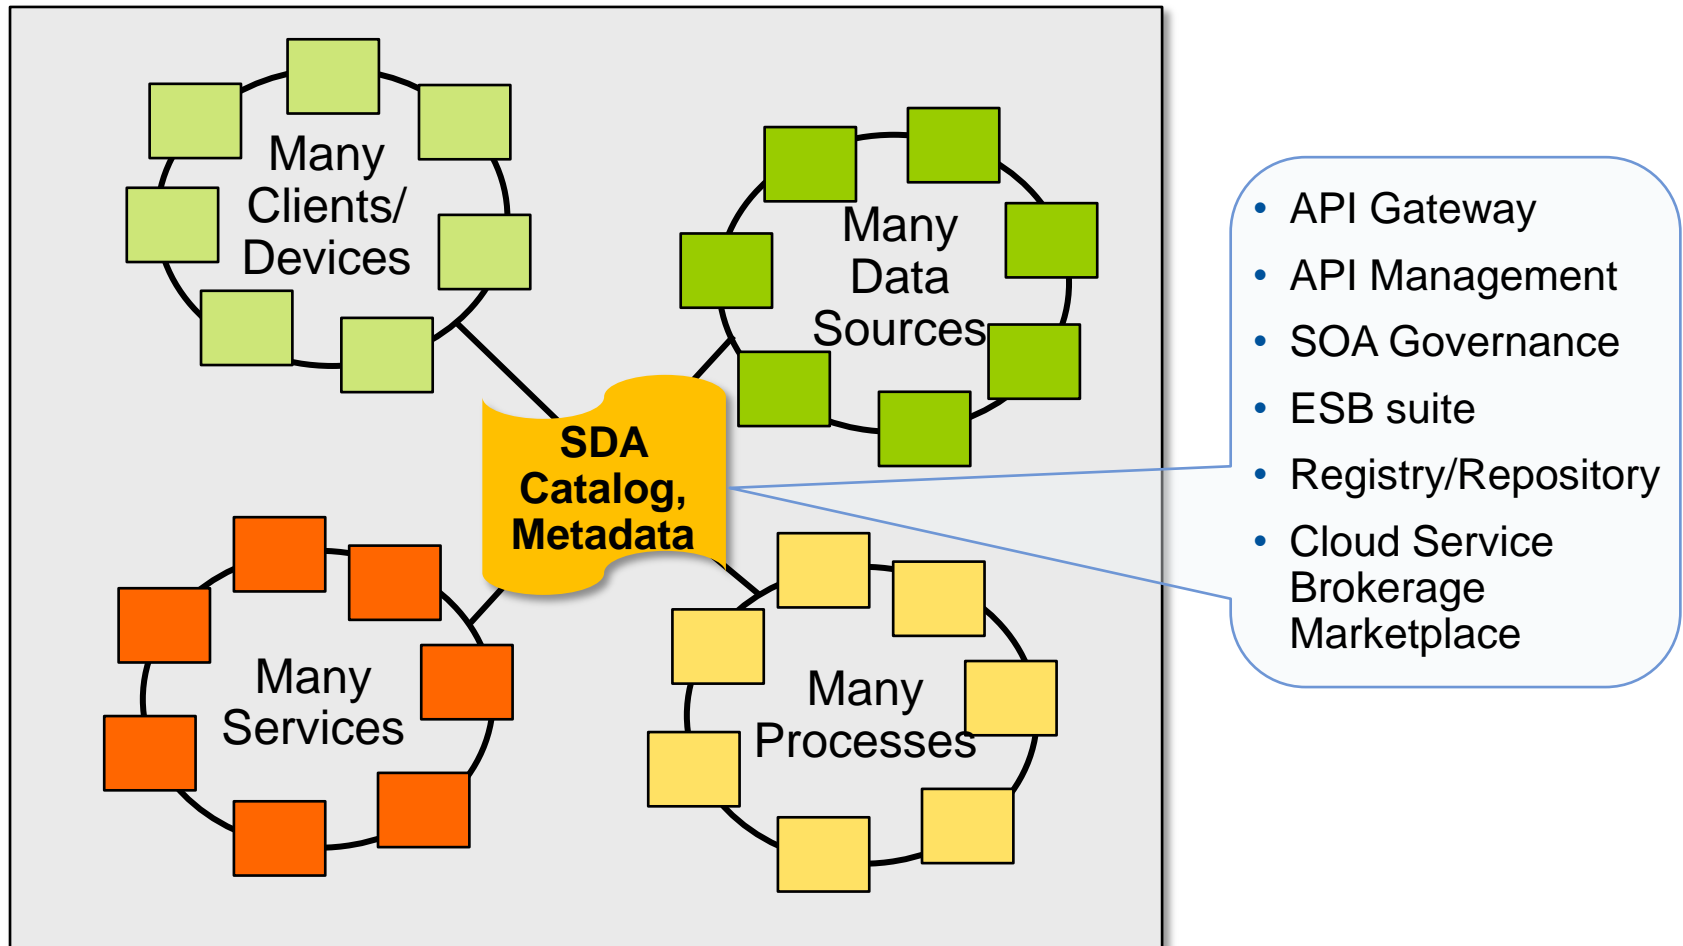 Many
Clients/
Devices
Many
Data
Sources
SDA
Catalog,
Metadata
Many
Services
Many
Processes
• API Gateway
• API Management
• SOA Governance
• ESB suite
• Registry/Repository
• Cloud Service
Brokerage
Marketplace